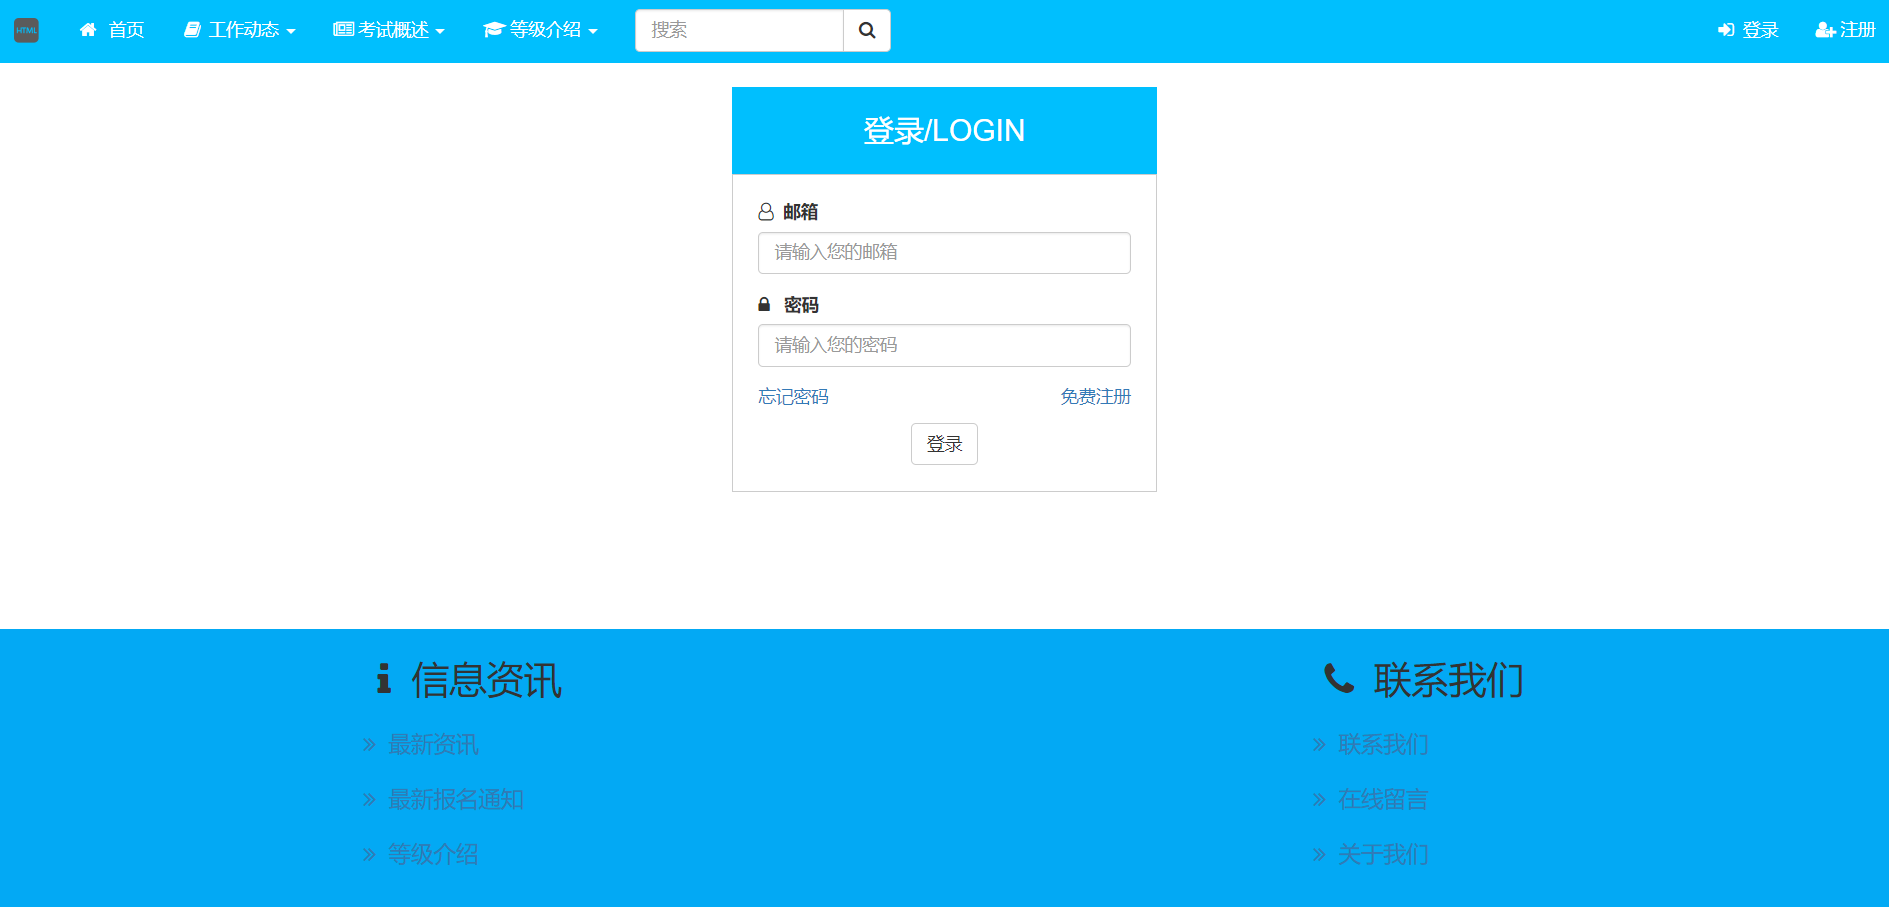 HTML 首页 工作动态 考试概述 等级介绍 搜索 登录 注册
登录/LOGIN
邮箱
请输入您的邮箱
密码
请输入您的密码
忘记密码 免费注册
登录
信息资讯
最新资讯
最新报名通知
等级介绍
联系我们
联系我们
在线留言
关于我们